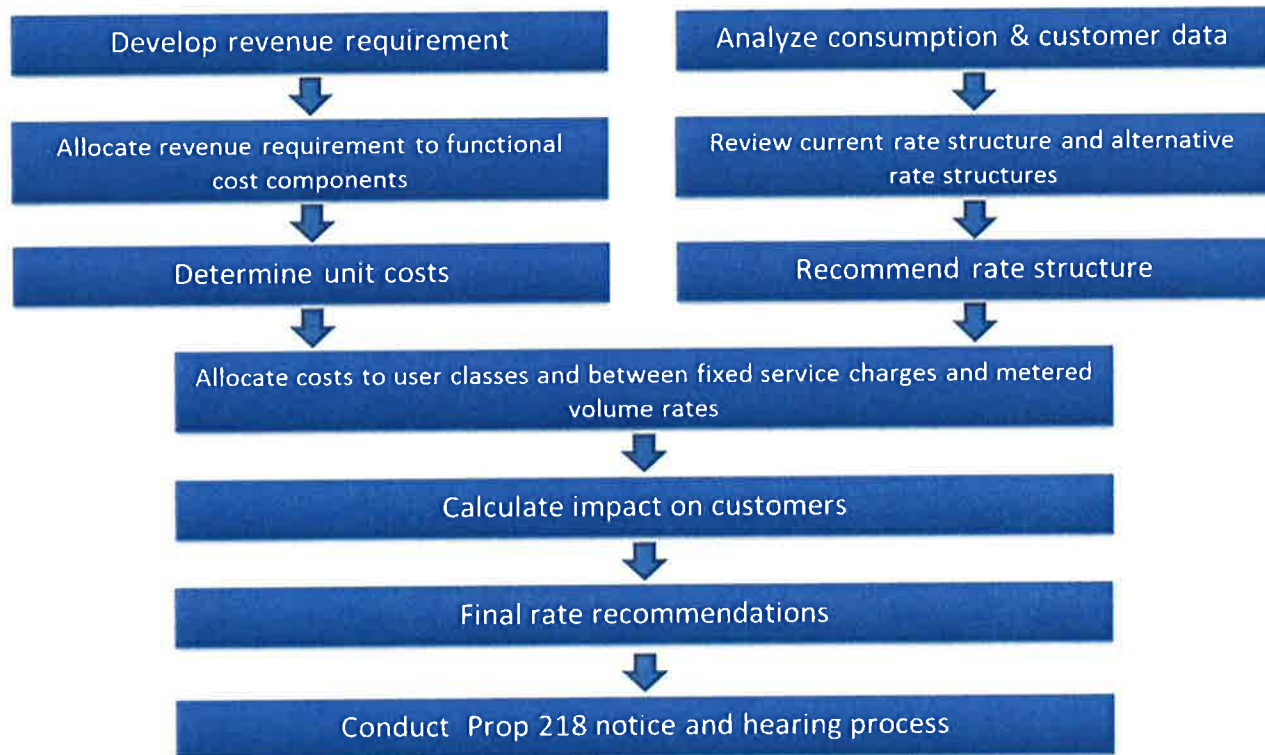 Develop revenue requirement
Analyze consumption & customer data
Allocate revenue requirement to functional
cost components
Review current rate structure and alternative
rate structures
Determine unit costs
Recommend rate structure
Allocate costs to user classes and between fixed service charges and metered
volume rates
Calculate impact on customers
Final rate recommendations
Conduct Prop 218 notice and hearing process